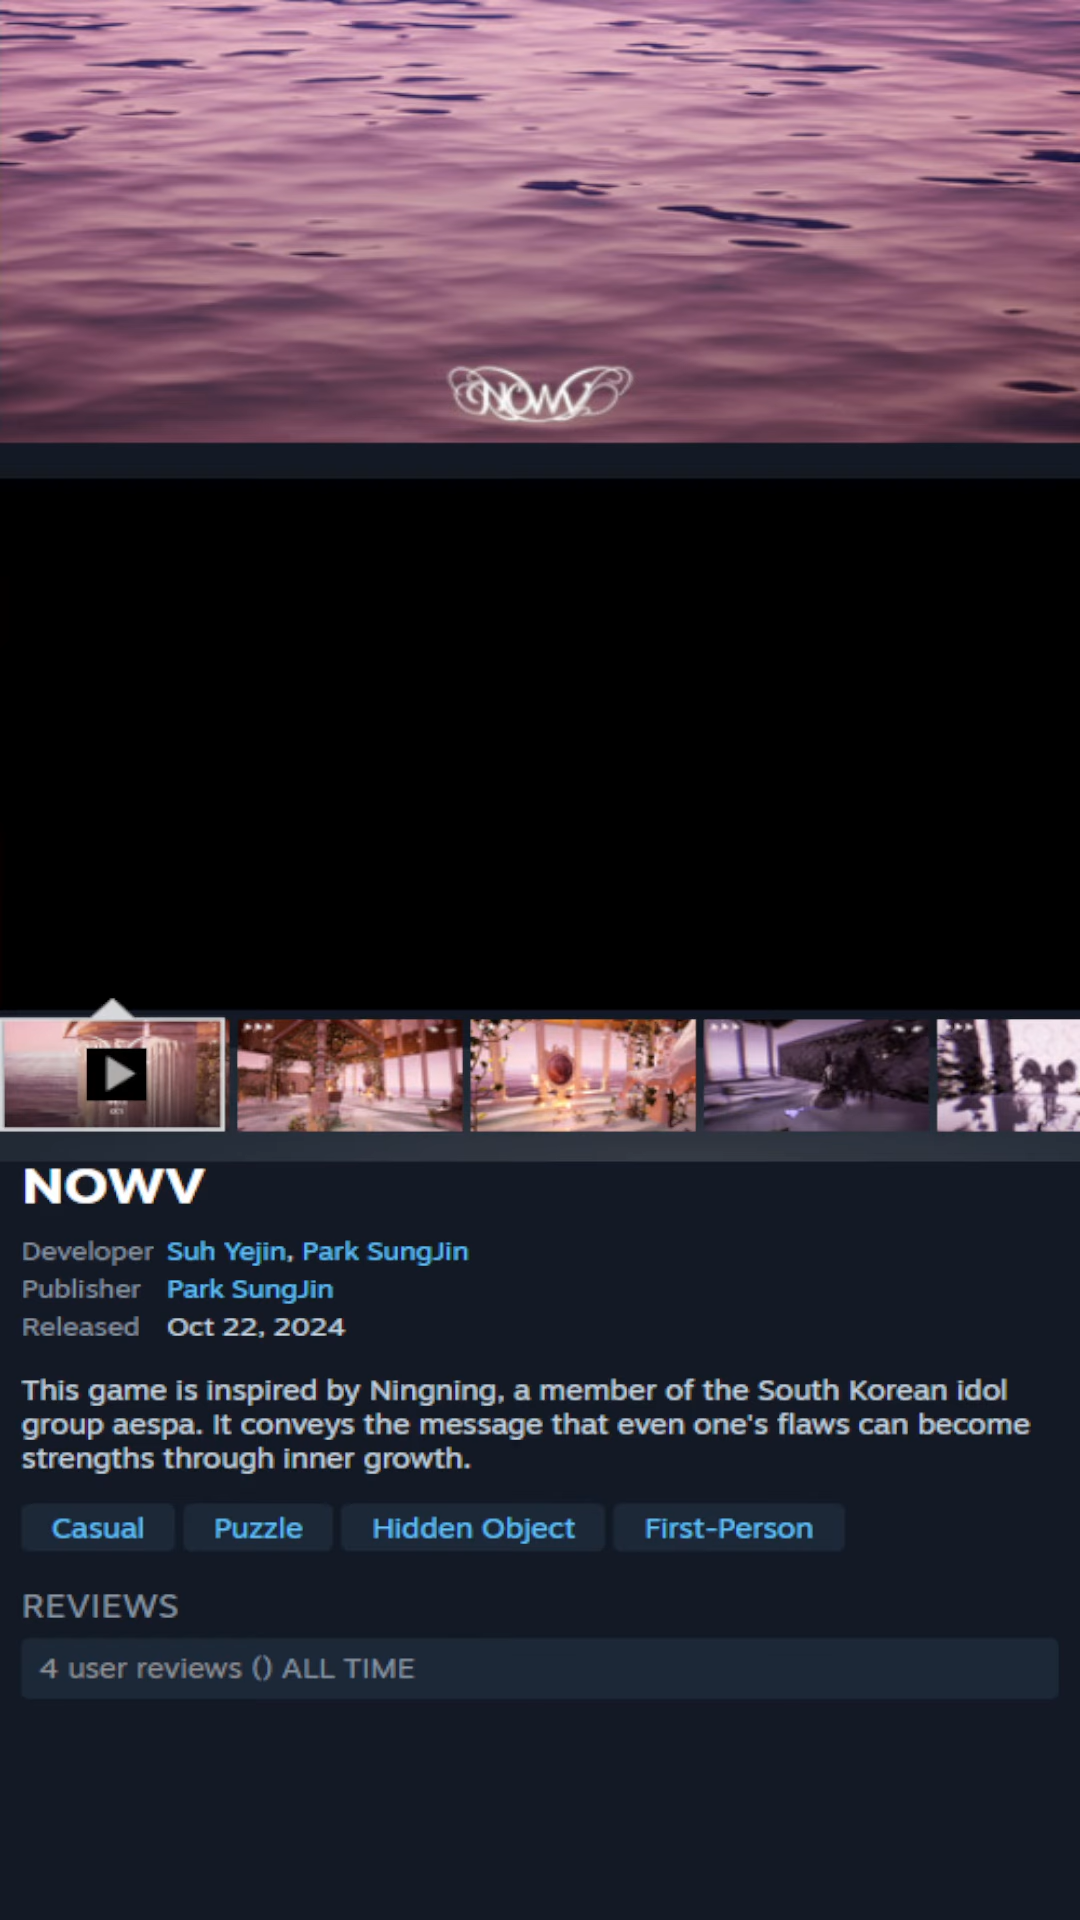 NOWV
NOWV
Developer Suh Yejin, Park SungJin
Publisher Park SungJin
Released Oct 22, 2024
This game is inspired by Ningning, a member of the South Korean idol
group aespa. It conveys the message that even one's flaws can become
strengths through inner growth.
Casual Puzzle Hidden Object First-Person
REVIEWS
4 user reviews () ALL TIME